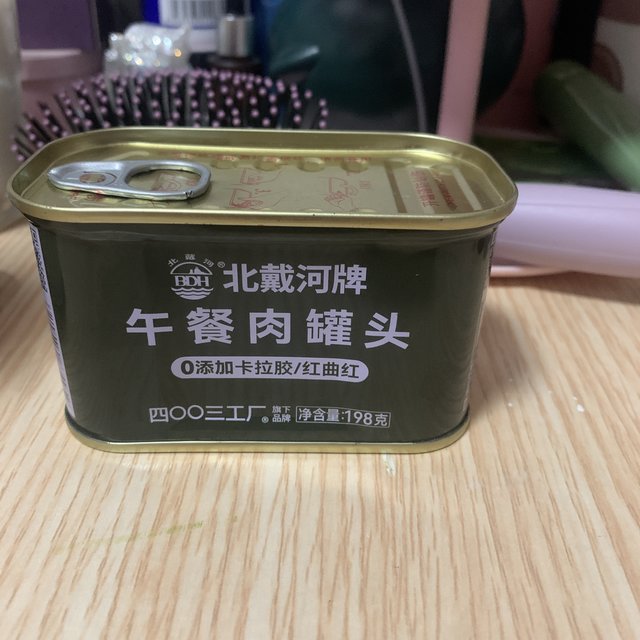 北戴河
BDH
®
北戴河牌
午餐肉罐头
0添加卡拉胶/红曲红
四〇〇三工厂® 旗下品牌 净含量:198克